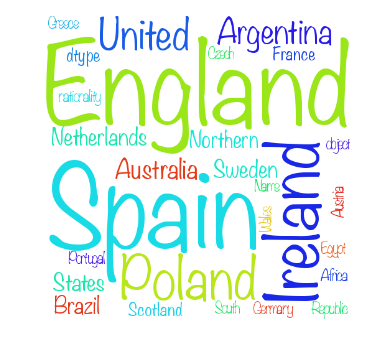 Greece
United
Argentina
dtype
Czech
France
England
nationality
Netherlands
Northern
object
Ireland
Australia
Sweden
Name
Spain
Wales
Austria
Portugal
Poland
Egypt
States
Africa
Brazil
Scotland
South
Germany
Republic